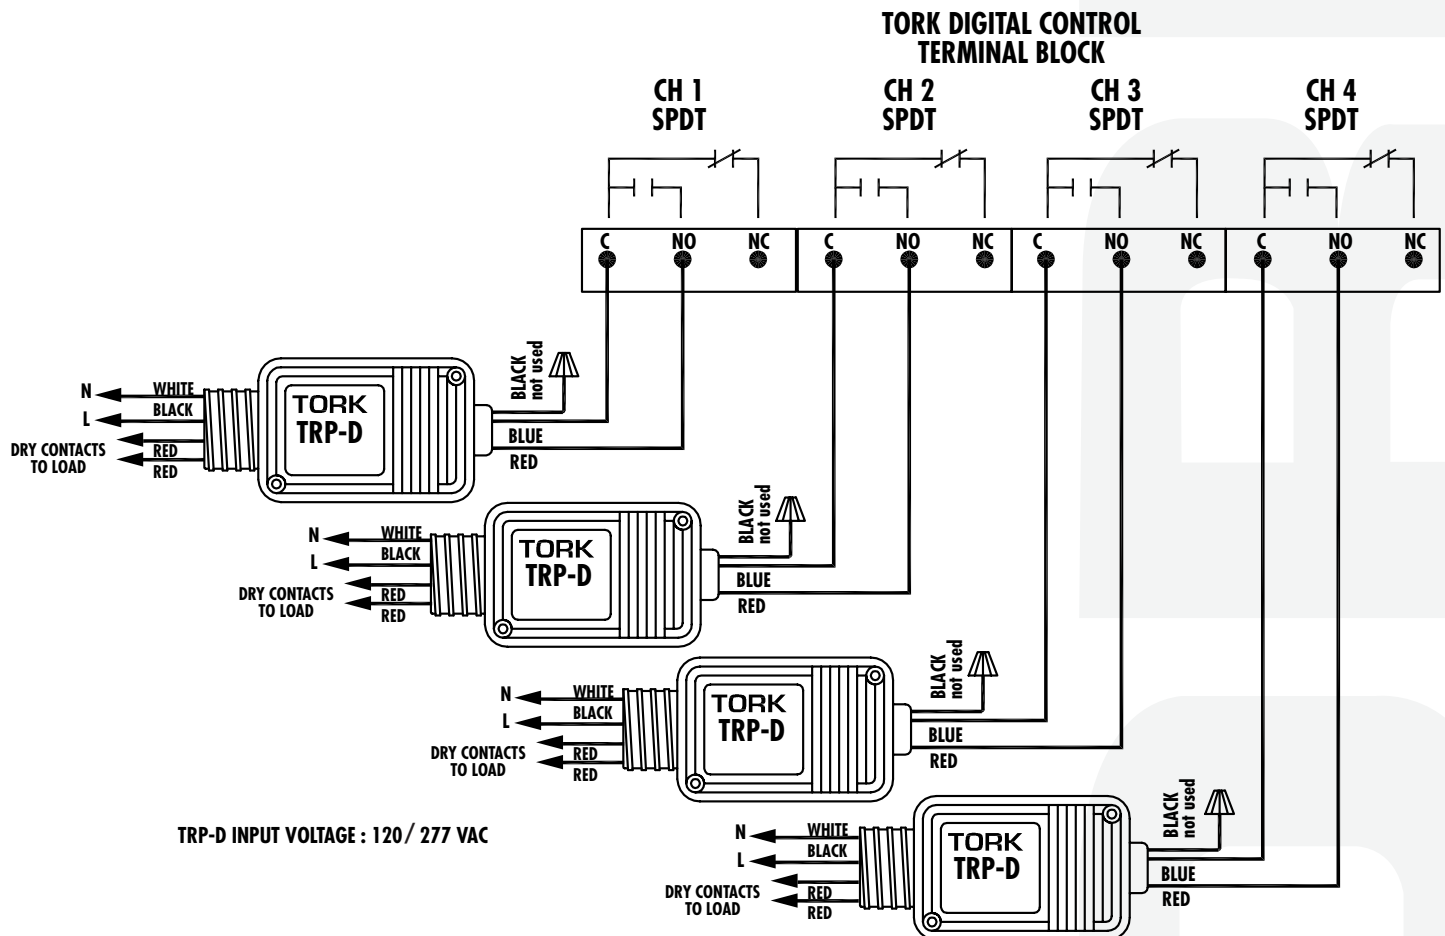 TORK DIGITAL CONTROL
TERMINAL BLOCK
CH 1
SPDT
CH 2
SPDT
CH 3
SPDT
CH 4
SPDT
C NO NC C NO NC C NO NC C NO NC
BLACK
not used
N WHITE
L BLACK
DRY CONTACTS
TO LOAD
RED
RED
TORK
TRP-D
BLUE
RED
BLACK
not used
N WHITE
L BLACK
DRY CONTACTS
TO LOAD
RED
RED
TORK
TRP-D
BLUE
RED
BLACK
not used
N WHITE
L BLACK
DRY CONTACTS
TO LOAD
RED
RED
TORK
TRP-D
BLUE
RED
BLACK
not used
N WHITE
L BLACK
DRY CONTACTS
TO LOAD
RED
RED
TORK
TRP-D
BLUE
RED
TRP-D INPUT VOLTAGE : 120/ 277 VAC